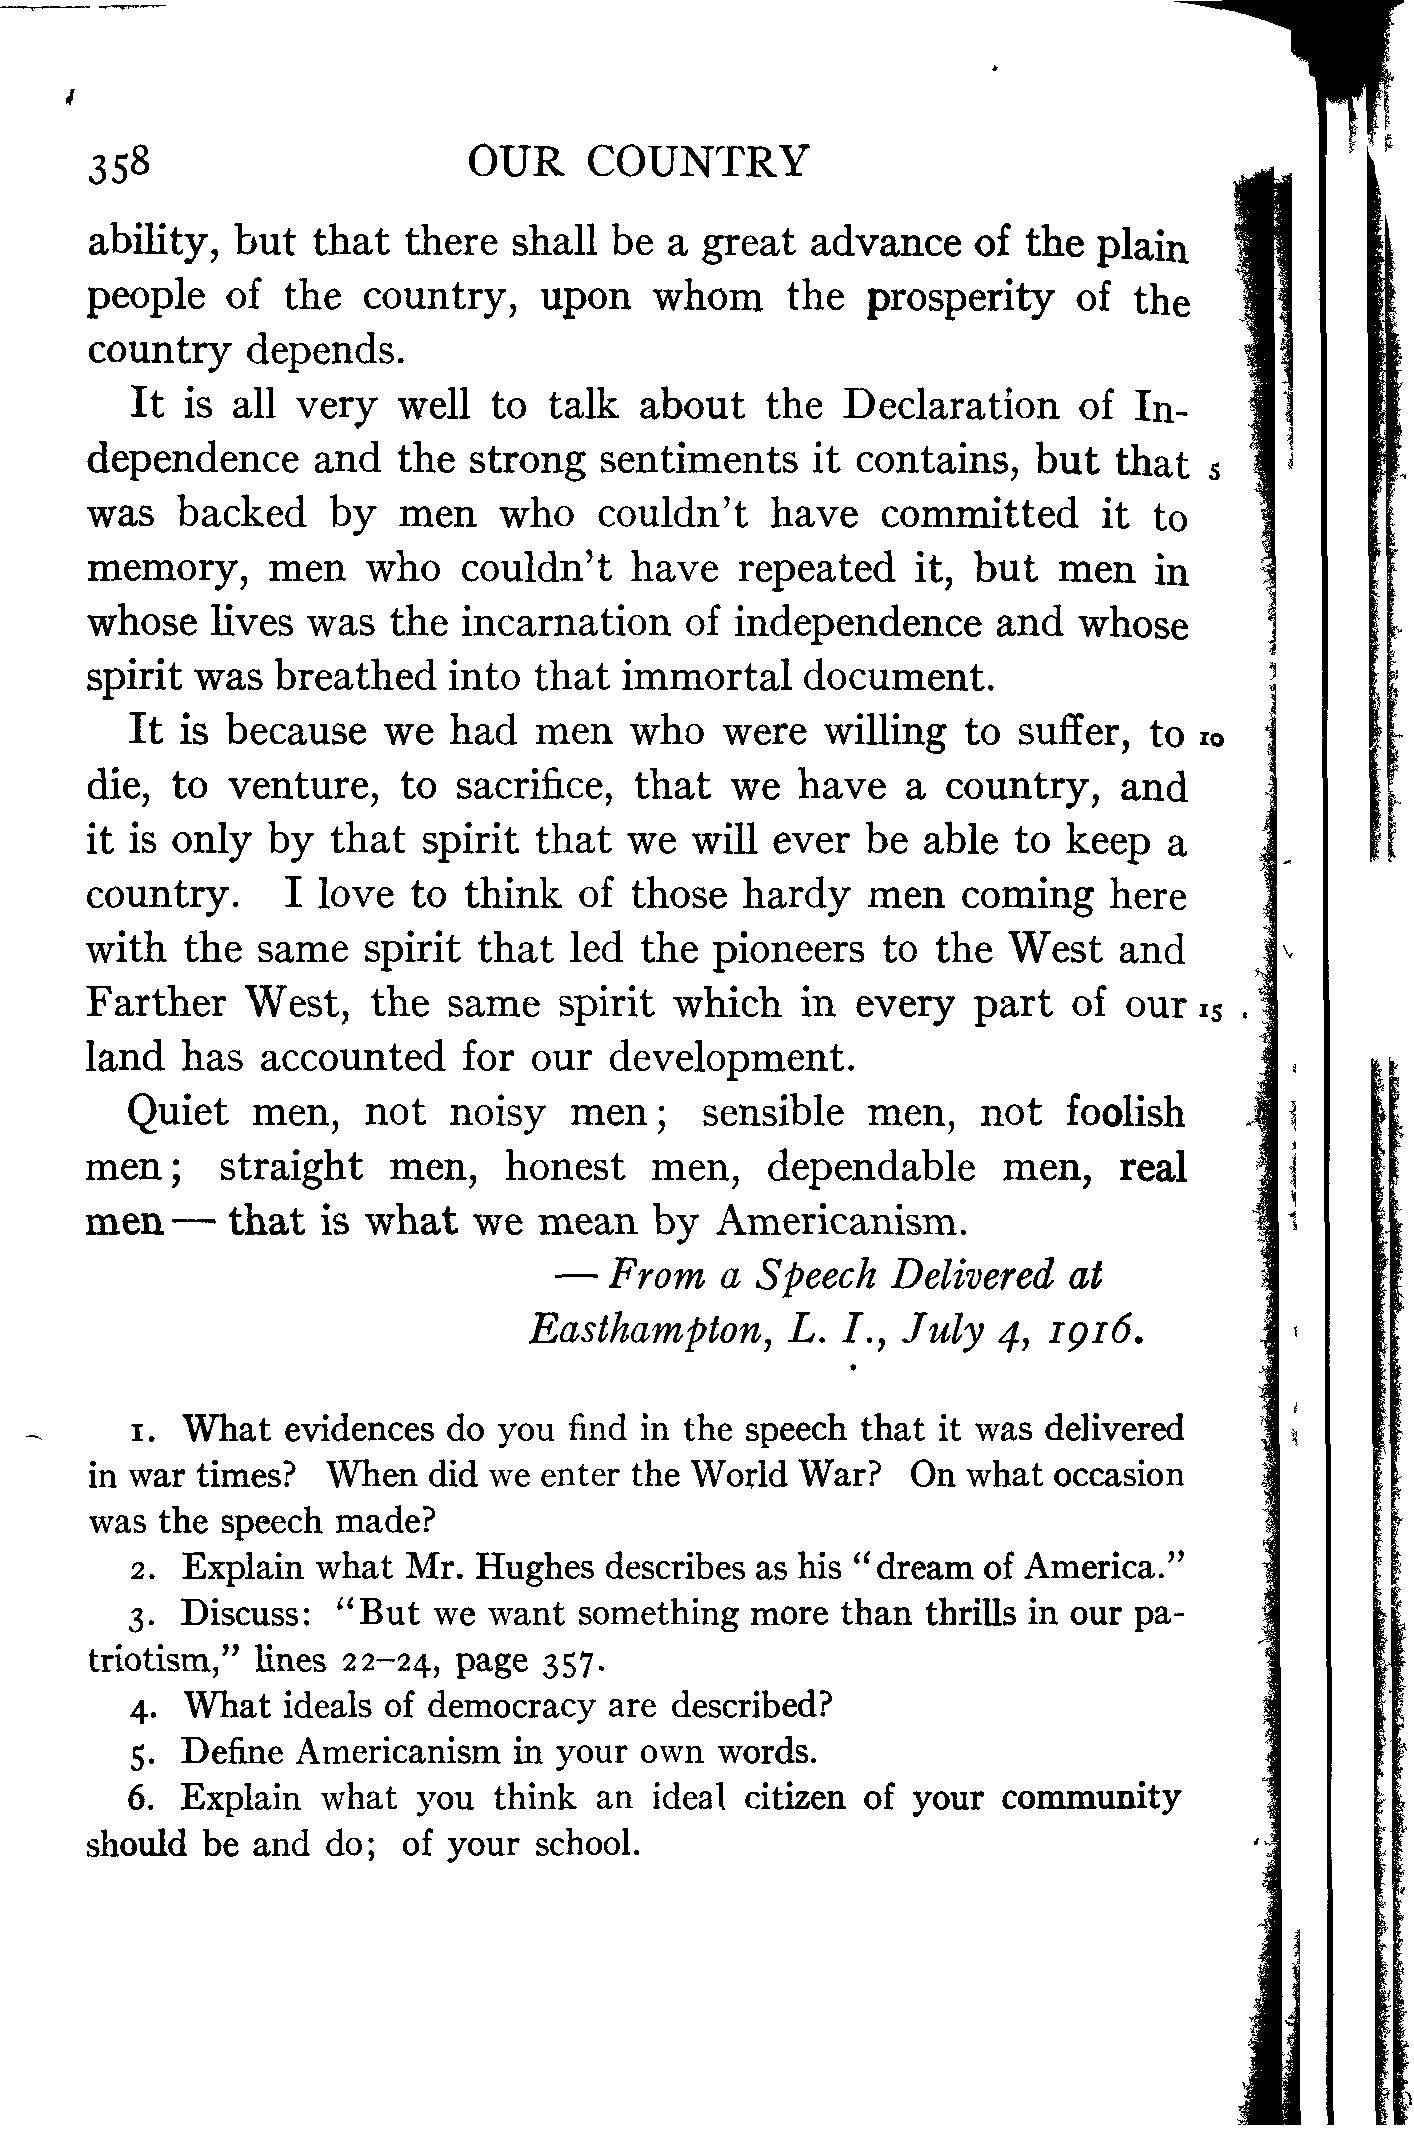 358 OUR COUNTRY
ability, but that there shall be a great advance of the plain
people of the country, upon whom the prosperity of the
country depends.
It is all very well to talk about the Declaration of In-
dependence and the strong sentiments it contains, but that 5
was backed by men who couldn't have committed it to
memory, men who couldn't have repeated it, but men in
whose lives was the incarnation of independence and whose
spirit was breathed into that immortal document.
It is because we had men who were willing to suffer, to 10
die, to venture, to sacrifice, that we have a country, and
it is only by that spirit that we will ever be able to keep a
country. I love to think of those hardy men coming here
with the same spirit that led the pioneers to the West and
Farther West, the same spirit which in every part of our 15
land has accounted for our development.
Quiet men, not noisy men; sensible men, not foolish
men; straight men, honest men, dependable men, real
men — that is what we mean by Americanism.
— From a Speech Delivered at
Easthampton, L. I., July 4, 1916.
1. What evidences do you find in the speech that it was delivered
in war times? When did we enter the World War? On what occasion
was the speech made?
2. Explain what Mr. Hughes describes as his "dream of America."
3. Discuss: "But we want something more than thrills in our pa-
triotism," lines 22–24, page 357.
4. What ideals of democracy are described?
5. Define Americanism in your own words.
6. Explain what you think an ideal citizen of your community
should be and do; of your school.